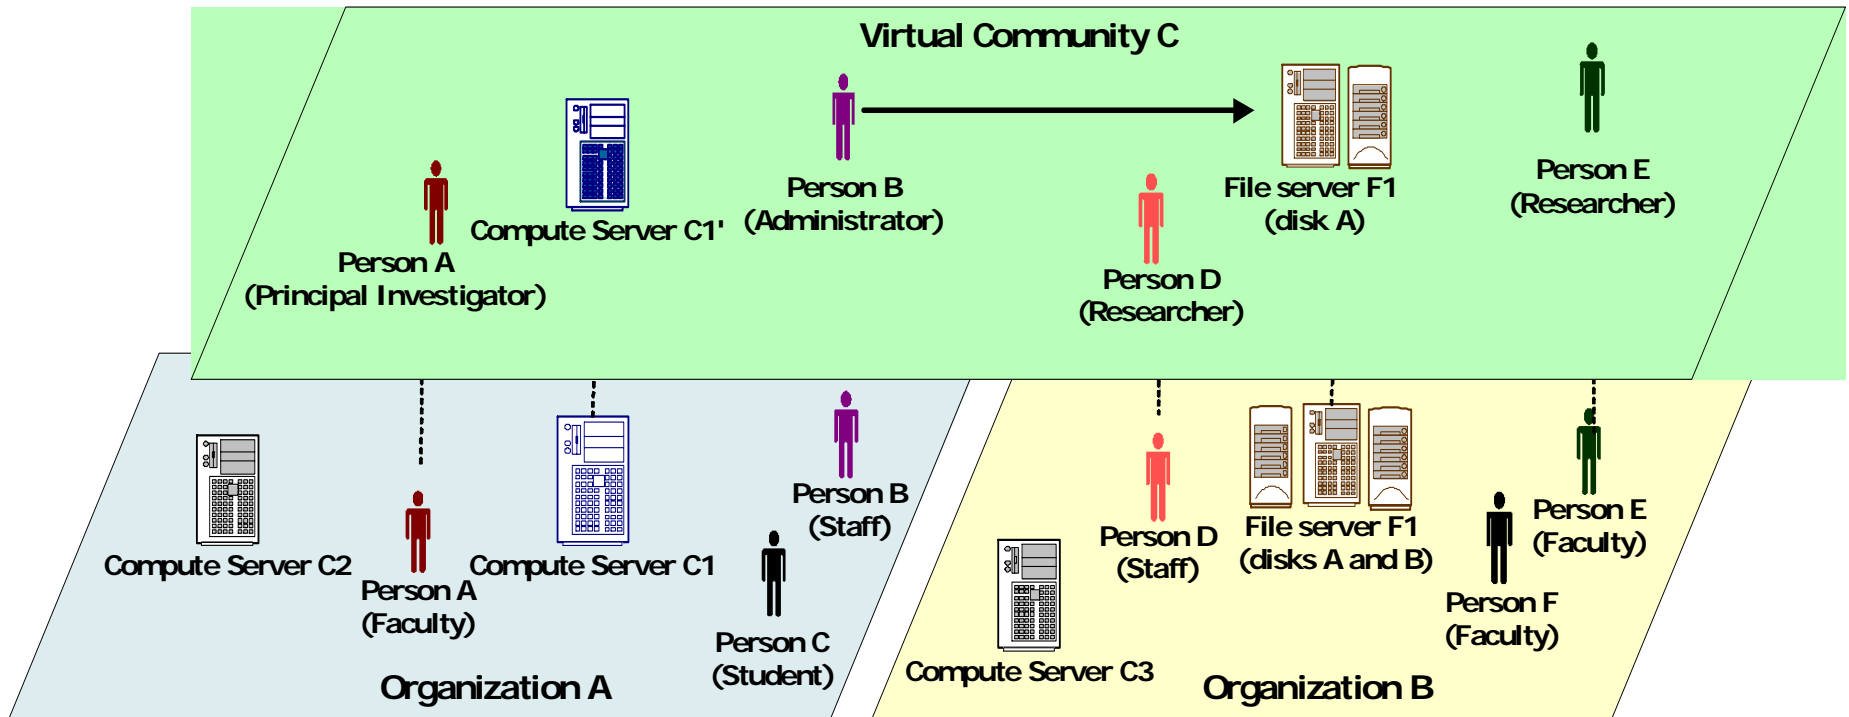 Virtual Community C
Person A
(Principal Investigator)
Compute Server C1'
Person B
(Administrator)
Person D
(Researcher)
File server F1
(disk A)
Person E
(Researcher)
Compute Server C2
Person A
(Faculty)
Compute Server C1
Person B
(Staff)
Person C
(Student)
Organization A
Compute Server C3
Person D
(Staff)
File server F1
(disks A and B)
Person F
(Faculty)
Person E
(Faculty)
Organization B